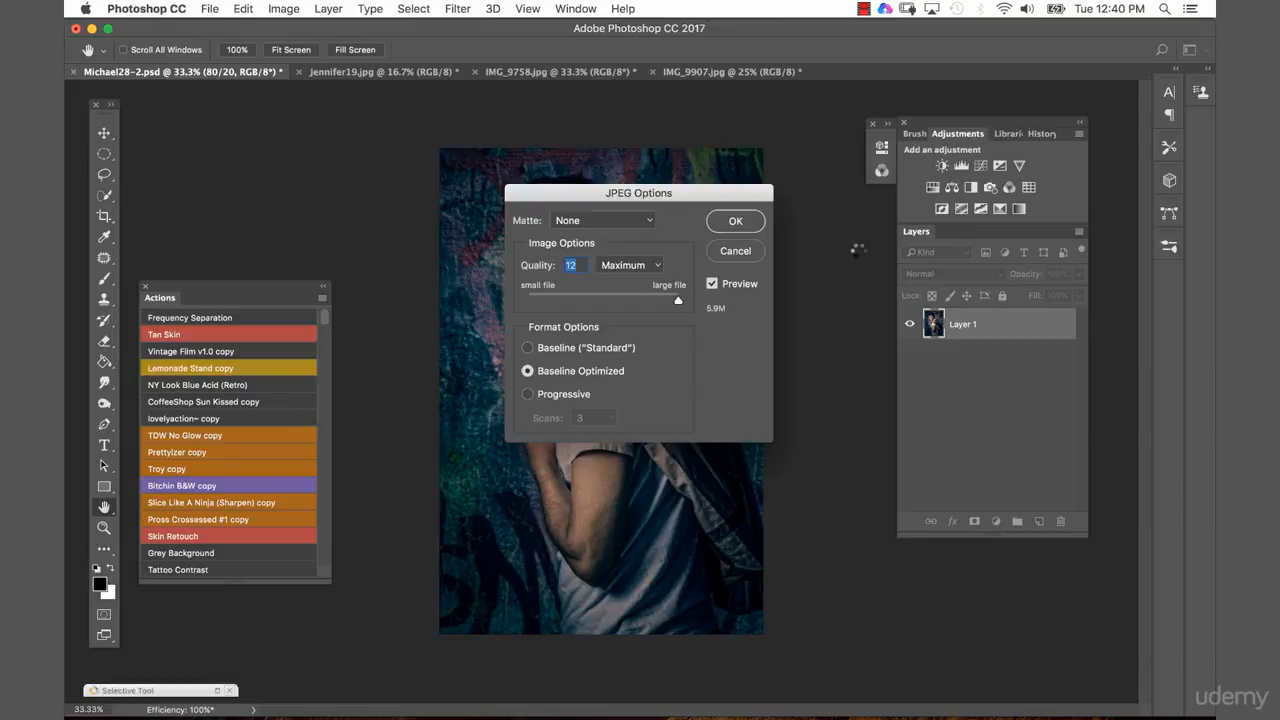 Photoshop CC File Edit Image Layer Type Select Filter 3D View Window Help Tue 12:40 PM
Adobe Photoshop CC 2017
Scroll All Windows 100% Fit Screen Fill Screen
Michael28-2.psd @ 33.3% (80/20, RGB/8*) * Jennifer19.jpg @ 16.7% (RGB/8) * IMG_9758.jpg @ 33.3% (RGB/8*) * IMG_9907.jpg @ 25% (RGB/8*) *
Brush Adjustments Librari History
Add an adjustment
JPEG Options
Matte: None OK
Image Options
Quality: 12 Maximum Cancel
small file large file Preview
5.9M
Format Options
Baseline ("Standard")
Baseline Optimized
Progressive
Scans: 3
Layers
Kind
Normal Opacity: 100%
Lock: Fill: 100%
Layer 1
Actions
Frequency Separation
Tan Skin
Vintage Film v1.0 copy
Lemonade Stand copy
NY Look Blue Acid (Retro)
CoffeeShop Sun Kissed copy
lovelyaction~ copy
TDW No Glow copy
Prettyizer copy
Troy copy
Bitchin B&W copy
Slice Like A Ninja (Sharpen) copy
Pross Crossessed #1 copy
Skin Retouch
Grey Background
Tattoo Contrast
Selective Tool
33.33% Efficiency: 100%*
udemy